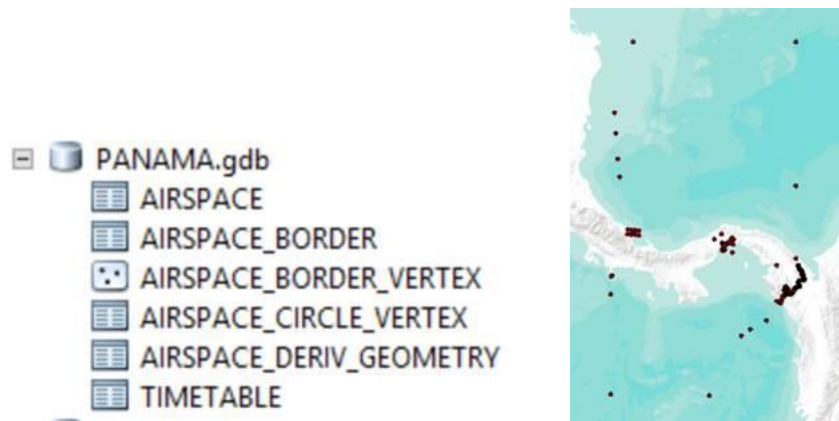 PANAMA.gdb
AIRSPACE
AIRSPACE_BORDER
AIRSPACE_BORDER_VERTEX
AIRSPACE_CIRCLE_VERTEX
AIRSPACE_DERIV_GEOMETRY
TIMETABLE